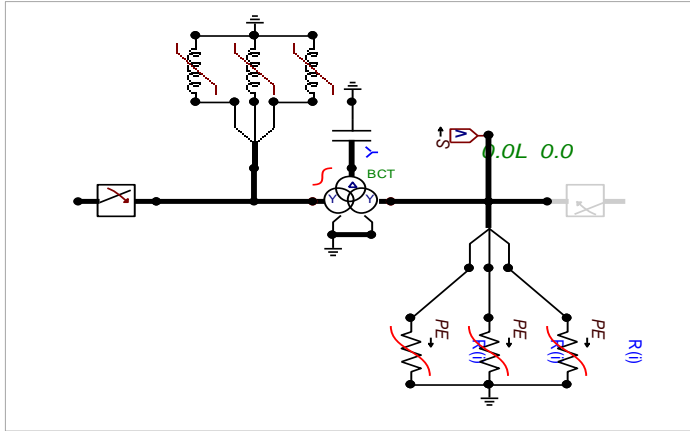 Y
V
S
0.0L 0.0
BCT
Y Y
PE
PE
PE
R(i)
R(i)
R(i)